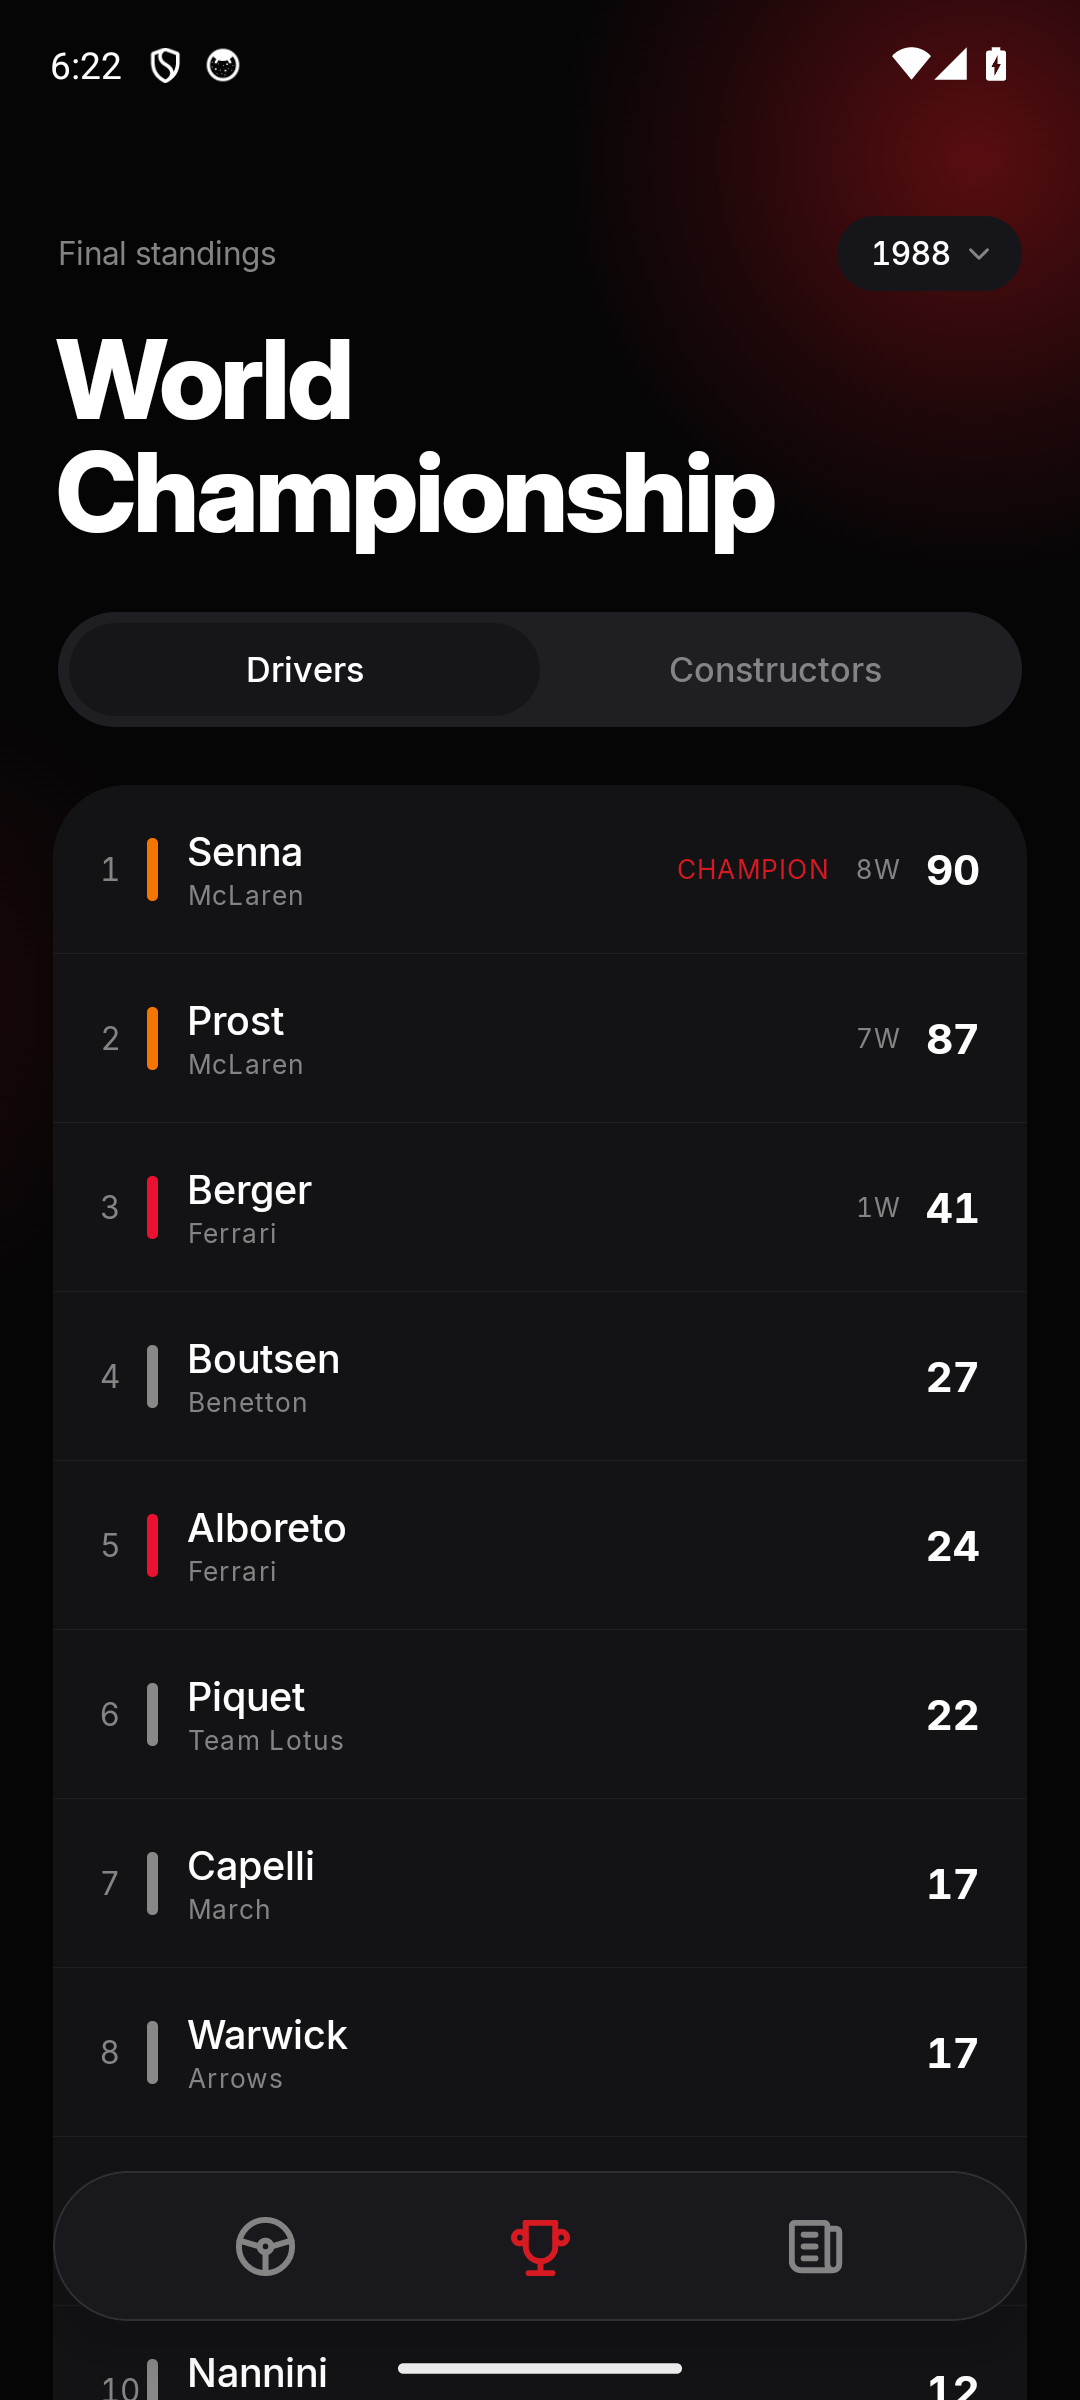 6:22
Final standings
1988
World
Championship
Drivers
Constructors
1 Senna CHAMPION 8W 90
McLaren
2 Prost 7W 87
McLaren
3 Berger 1W 41
Ferrari
4 Boutsen 27
Benetton
5 Alboreto 24
Ferrari
6 Piquet 22
Team Lotus
7 Capelli 17
March
8 Warwick 17
Arrows
10 Nannini 12